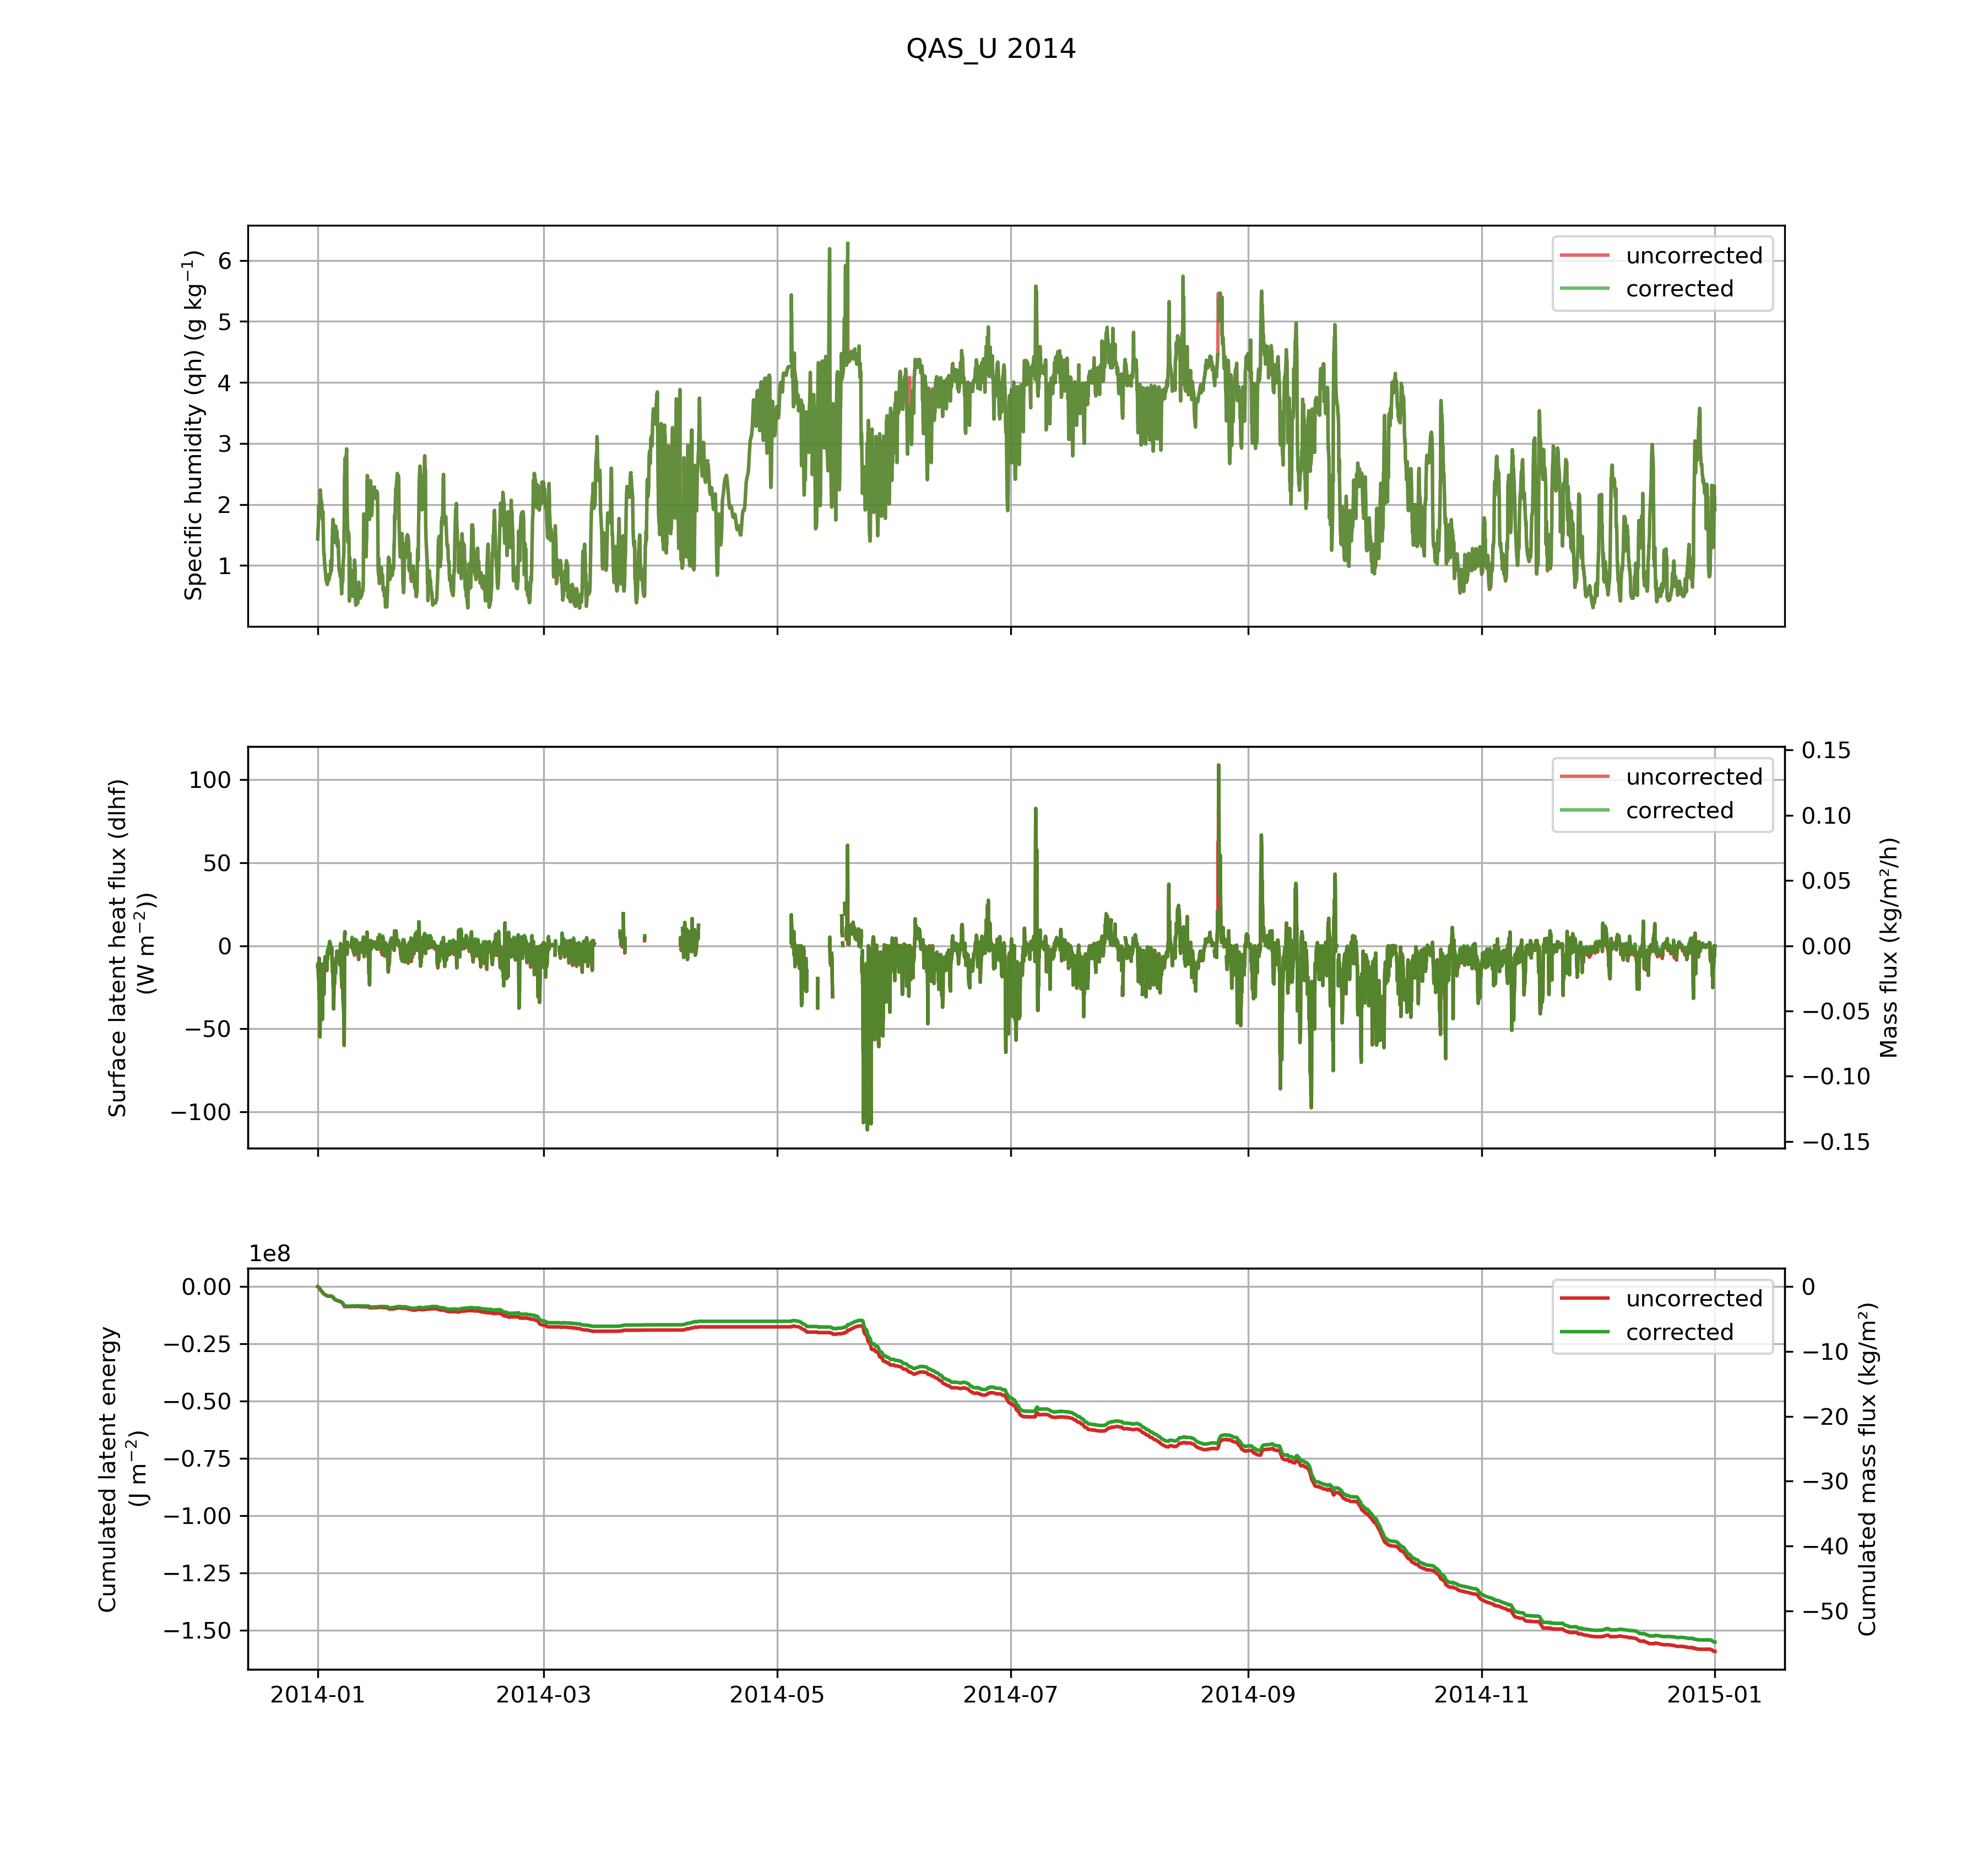 QAS_U 2014
Specific humidity (qh) (g kg⁻¹)
6
5
4
3
2
1
uncorrected
corrected
Surface latent heat flux (dlhf)
(W m⁻²))
100
50
0
−50
−100
uncorrected
corrected
0.15
0.10
0.05
0.00
−0.05
−0.10
−0.15
Mass flux (kg/m²/h)
1e8
Cumulated latent energy
(J m⁻²)
0.00
−0.25
−0.50
−0.75
−1.00
−1.25
−1.50
uncorrected
corrected
0
−10
−20
−30
−40
−50
Cumulated mass flux (kg/m²)
2014-01 2014-03 2014-05 2014-07 2014-09 2014-11 2015-01